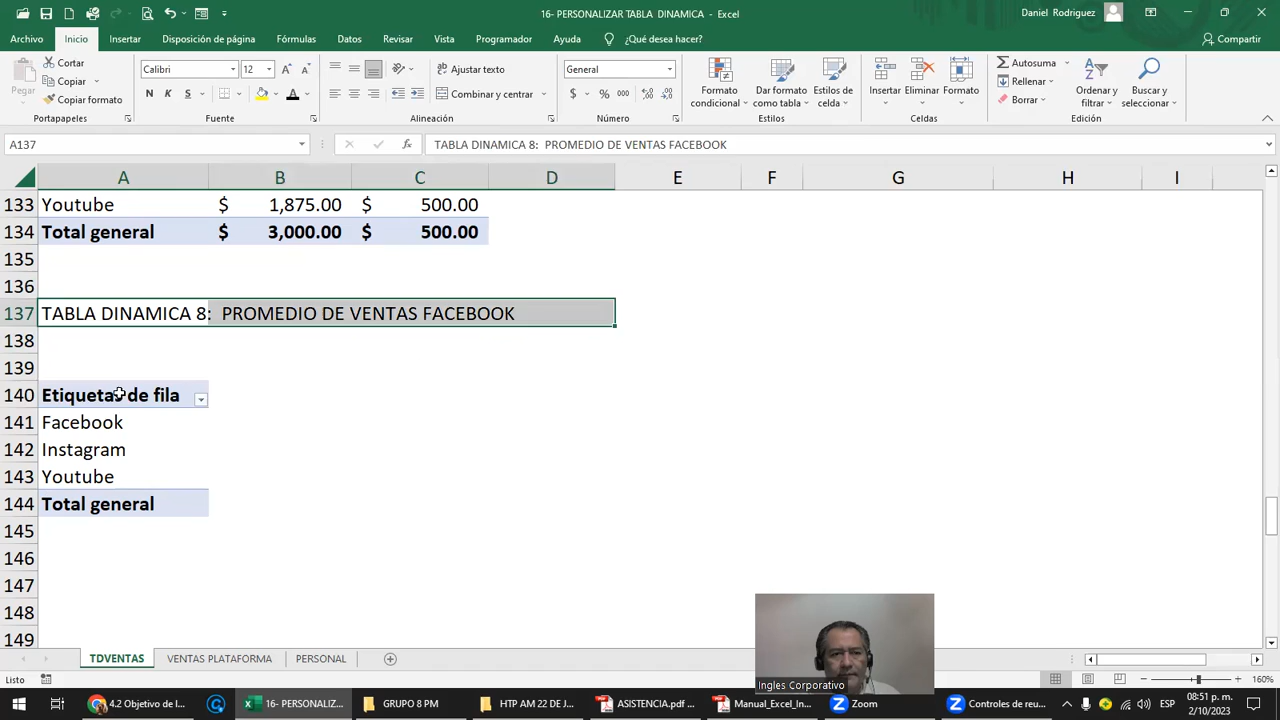 16- PERSONALIZAR TABLA DINAMICA - Excel
Daniel Rodriguez
Archivo Inicio Insertar Disposición de página Fórmulas Datos Revisar Vista Programador Ayuda ¿Qué desea hacer? Compartir
Pegar
Cortar
Copiar
Copiar formato
Portapapeles
Calibri 12
N K S
Fuente
Ajustar texto
Combinar y centrar
Alineación
General
$ % 000
Número
Formato condicional
Dar formato como tabla
Estilos de celda
Estilos
Insertar Eliminar Formato
Celdas
Autosuma
Rellenar
Borrar
Ordenar y filtrar
Buscar y seleccionar
Edición
A137 fx TABLA DINAMICA 8: PROMEDIO DE VENTAS FACEBOOK
A B C D E F G H I
133 Youtube $ 1,875.00 $ 500.00
134 Total general $ 3,000.00 $ 500.00
135
136
137 TABLA DINAMICA 8: PROMEDIO DE VENTAS FACEBOOK
138
139
140 Etiquetas de fila
141 Facebook
142 Instagram
143 Youtube
144 Total general
145
146
147
148
149
Ingles Corporativo
TDVENTAS VENTAS PLATAFORMA PERSONAL
Listo 160%
4.2 Objetivo de l... 16- PERSONALIZ... GRUPO 8 PM HTP AM 22 DE J... ASISTENCIA.pdf ... Manual_Excel_In... Zoom Controles de reu... ESP 08:51 p. m.
2/10/2023